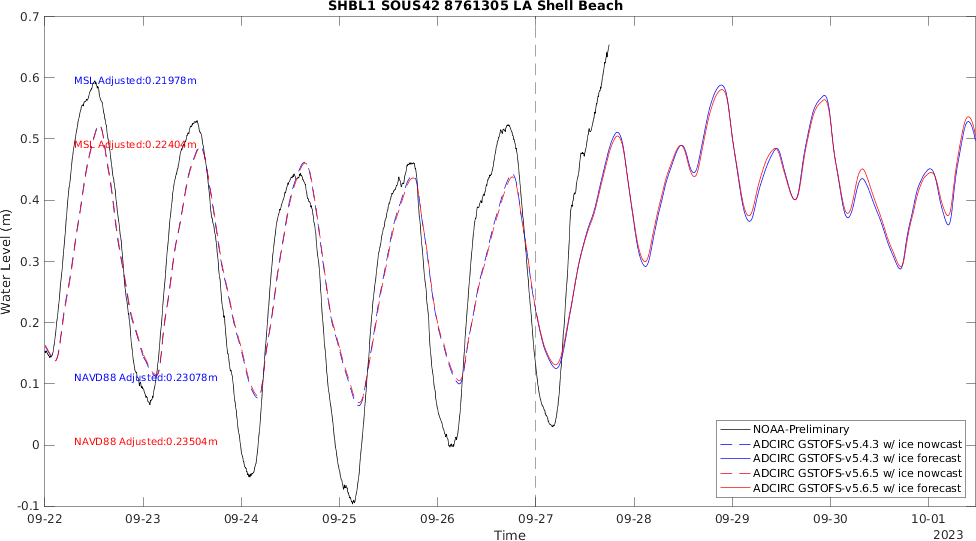 SHBL1 SOUS42 8761305 LA Shell Beach
0.7
0.6
0.5
0.4
0.3
0.2
0.1
0
-0.1
Water Level (m)
MSL Adjusted:0.21978m
MSL Adjusted:0.22404m
NAVD88 Adjusted:0.23078m
NAVD88 Adjusted:0.23504m
NOAA-Preliminary
ADCIRC GSTOFS-v5.4.3 w/ ice nowcast
ADCIRC GSTOFS-v5.4.3 w/ ice forecast
ADCIRC GSTOFS-v5.6.5 w/ ice nowcast
ADCIRC GSTOFS-v5.6.5 w/ ice forecast
09-22 09-23 09-24 09-25 09-26 09-27 09-28 09-29 09-30 10-01
Time
2023